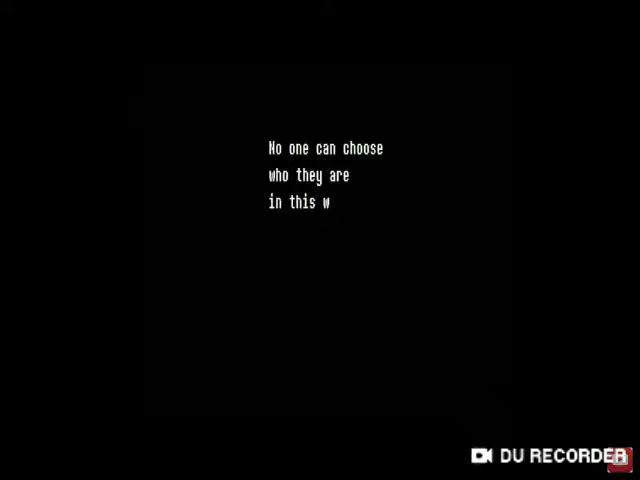 No one can choose
who they are
in this w
DU RECORDER